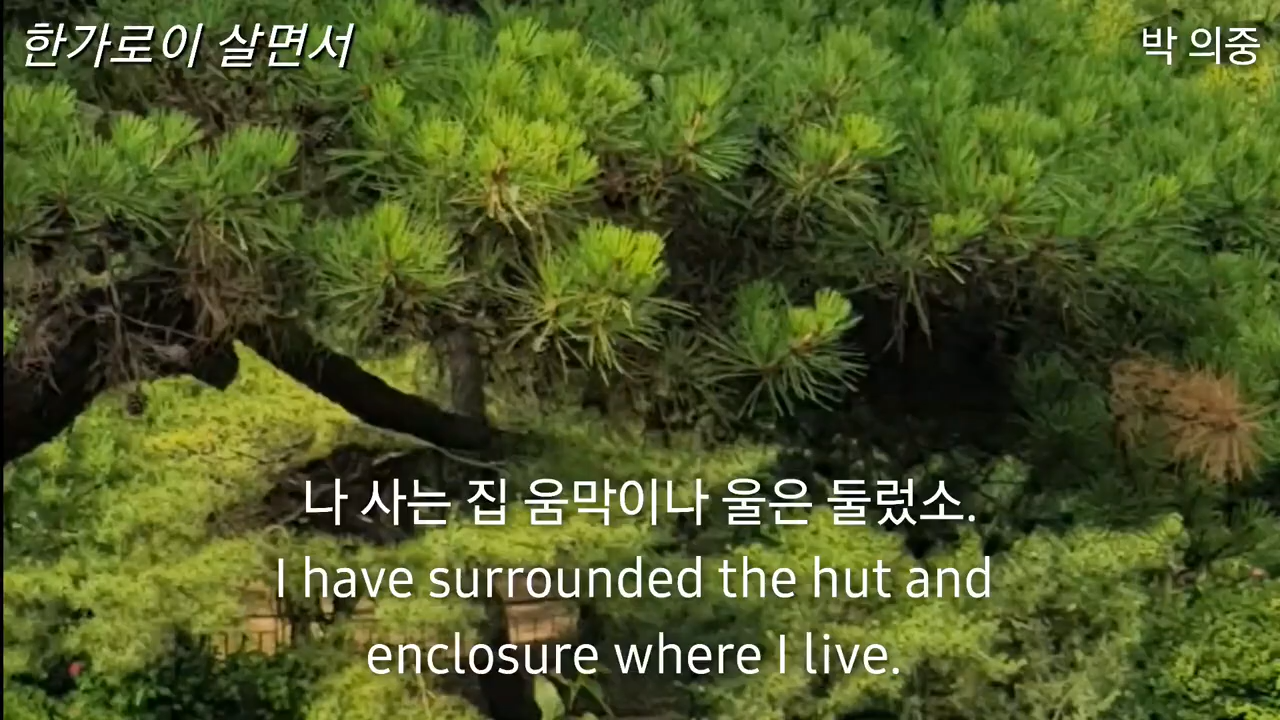 한가로이 살면서
박 의중
나 사는 집 움막이나 울은 둘렀소.
I have surrounded the hut and
enclosure where I live.